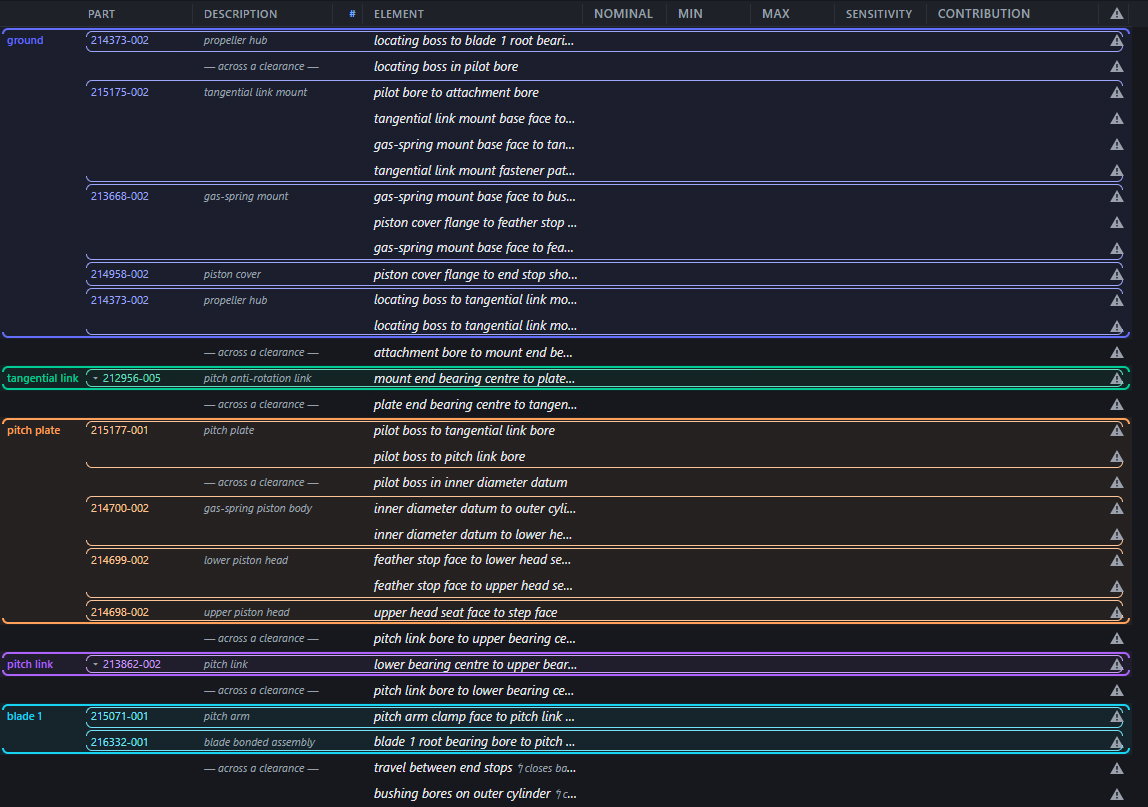 PART DESCRIPTION # ELEMENT NOMINAL MIN MAX SENSITIVITY CONTRIBUTION
ground 214373-002 propeller hub locating boss to blade 1 root beari...
— across a clearance — locating boss in pilot bore
215175-002 tangential link mount pilot bore to attachment bore
tangential link mount base face to...
gas-spring mount base face to tan...
tangential link mount fastener pat...
213668-002 gas-spring mount gas-spring mount base face to bus...
piston cover flange to feather stop ...
gas-spring mount base face to fea...
214958-002 piston cover piston cover flange to end stop sho...
214373-002 propeller hub locating boss to tangential link mo...
locating boss to tangential link mo...
— across a clearance — attachment bore to mount end be...
tangential link 212956-005 pitch anti-rotation link mount end bearing centre to plate...
— across a clearance — plate end bearing centre to tangen...
pitch plate 215177-001 pitch plate pilot boss to tangential link bore
pilot boss to pitch link bore
— across a clearance — pilot boss in inner diameter datum
214700-002 gas-spring piston body inner diameter datum to outer cyli...
inner diameter datum to lower he...
214699-002 lower piston head feather stop face to lower head se...
feather stop face to upper head se...
214698-002 upper piston head upper head seat face to step face
— across a clearance — pitch link bore to upper bearing ce...
pitch link 213862-002 pitch link lower bearing centre to upper bear...
— across a clearance — pitch link bore to lower bearing ce...
blade 1 215071-001 pitch arm pitch arm clamp face to pitch link ...
216332-001 blade bonded assembly blade 1 root bearing bore to pitch ...
— across a clearance — travel between end stops ↰ closes ba...
bushing bores on outer cylinder ↰ c...